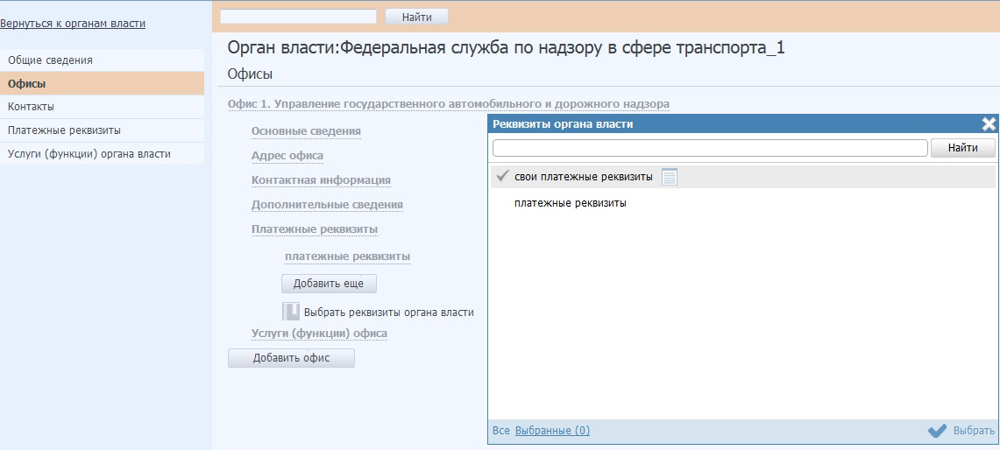 Вернуться к органам власти
Общие сведения
Офисы
Контакты
Платежные реквизиты
Услуги (функции) органа власти
Найти
Орган власти:Федеральная служба по надзору в сфере транспорта_1
Офисы
Офис 1. Управление государственного автомобильного и дорожного надзора
Основные сведения
Адрес офиса
Контактная информация
Дополнительные сведения
Платежные реквизиты
платежные реквизиты
Добавить еще
Выбрать реквизиты органа власти
Услуги (функции) офиса
Добавить офис
Реквизиты органа власти
Найти
свои платежные реквизиты
платежные реквизиты
Все Выбранные (0) Выбрать